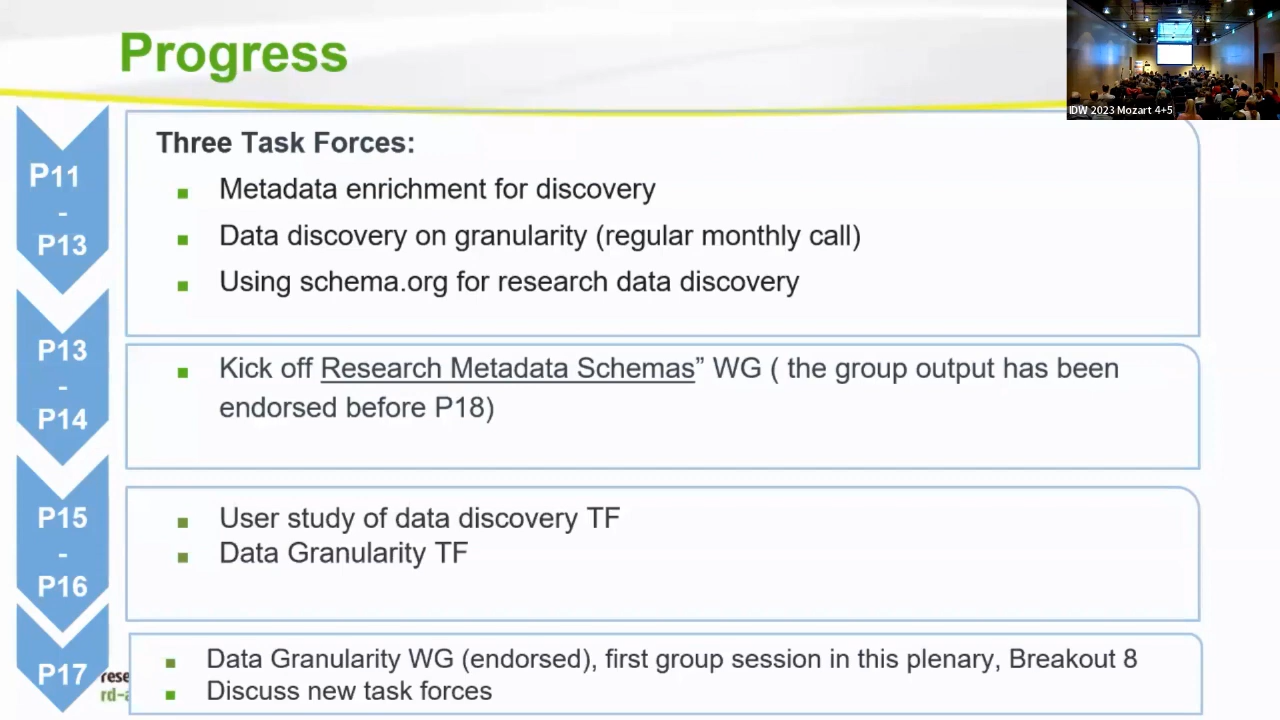 Progress
IDW 2023 Mozart 4+5
P11
-
P13
Three Task Forces:
Metadata enrichment for discovery
Data discovery on granularity (regular monthly call)
Using schema.org for research data discovery
P13
-
P14
Kick off Research Metadata Schemas” WG ( the group output has been
endorsed before P18)
P15
-
P16
User study of data discovery TF
Data Granularity TF
P17
Data Granularity WG (endorsed), first group session in this plenary, Breakout 8
Discuss new task forces
rese
rd-a